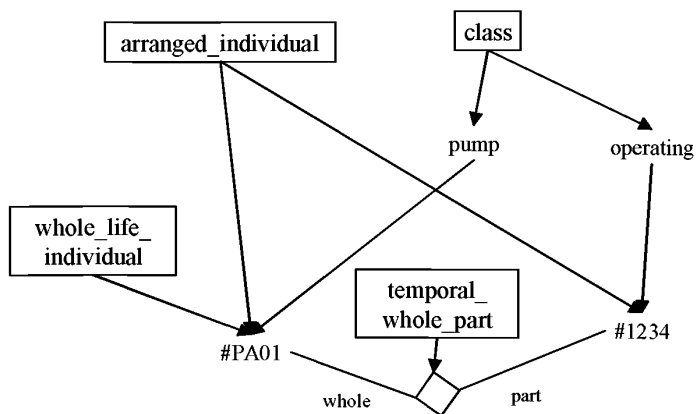 arranged_individual
class
pump
operating
whole_life_
individual
temporal_
whole_part
#PA01
#1234
whole
part